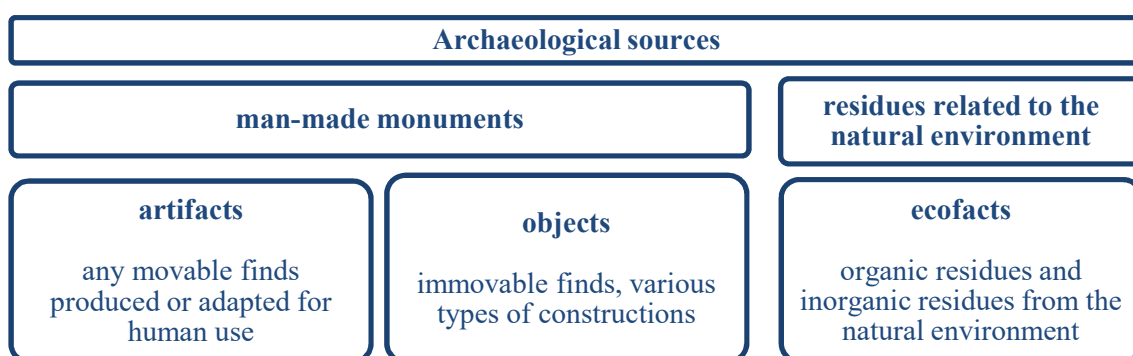 Archaeological sources
man-made monuments
residues related to the
natural environment
artifacts
any movable finds
produced or adapted for
human use
objects
immovable finds, various
types of constructions
ecofacts
organic residues and
inorganic residues from the
natural environment